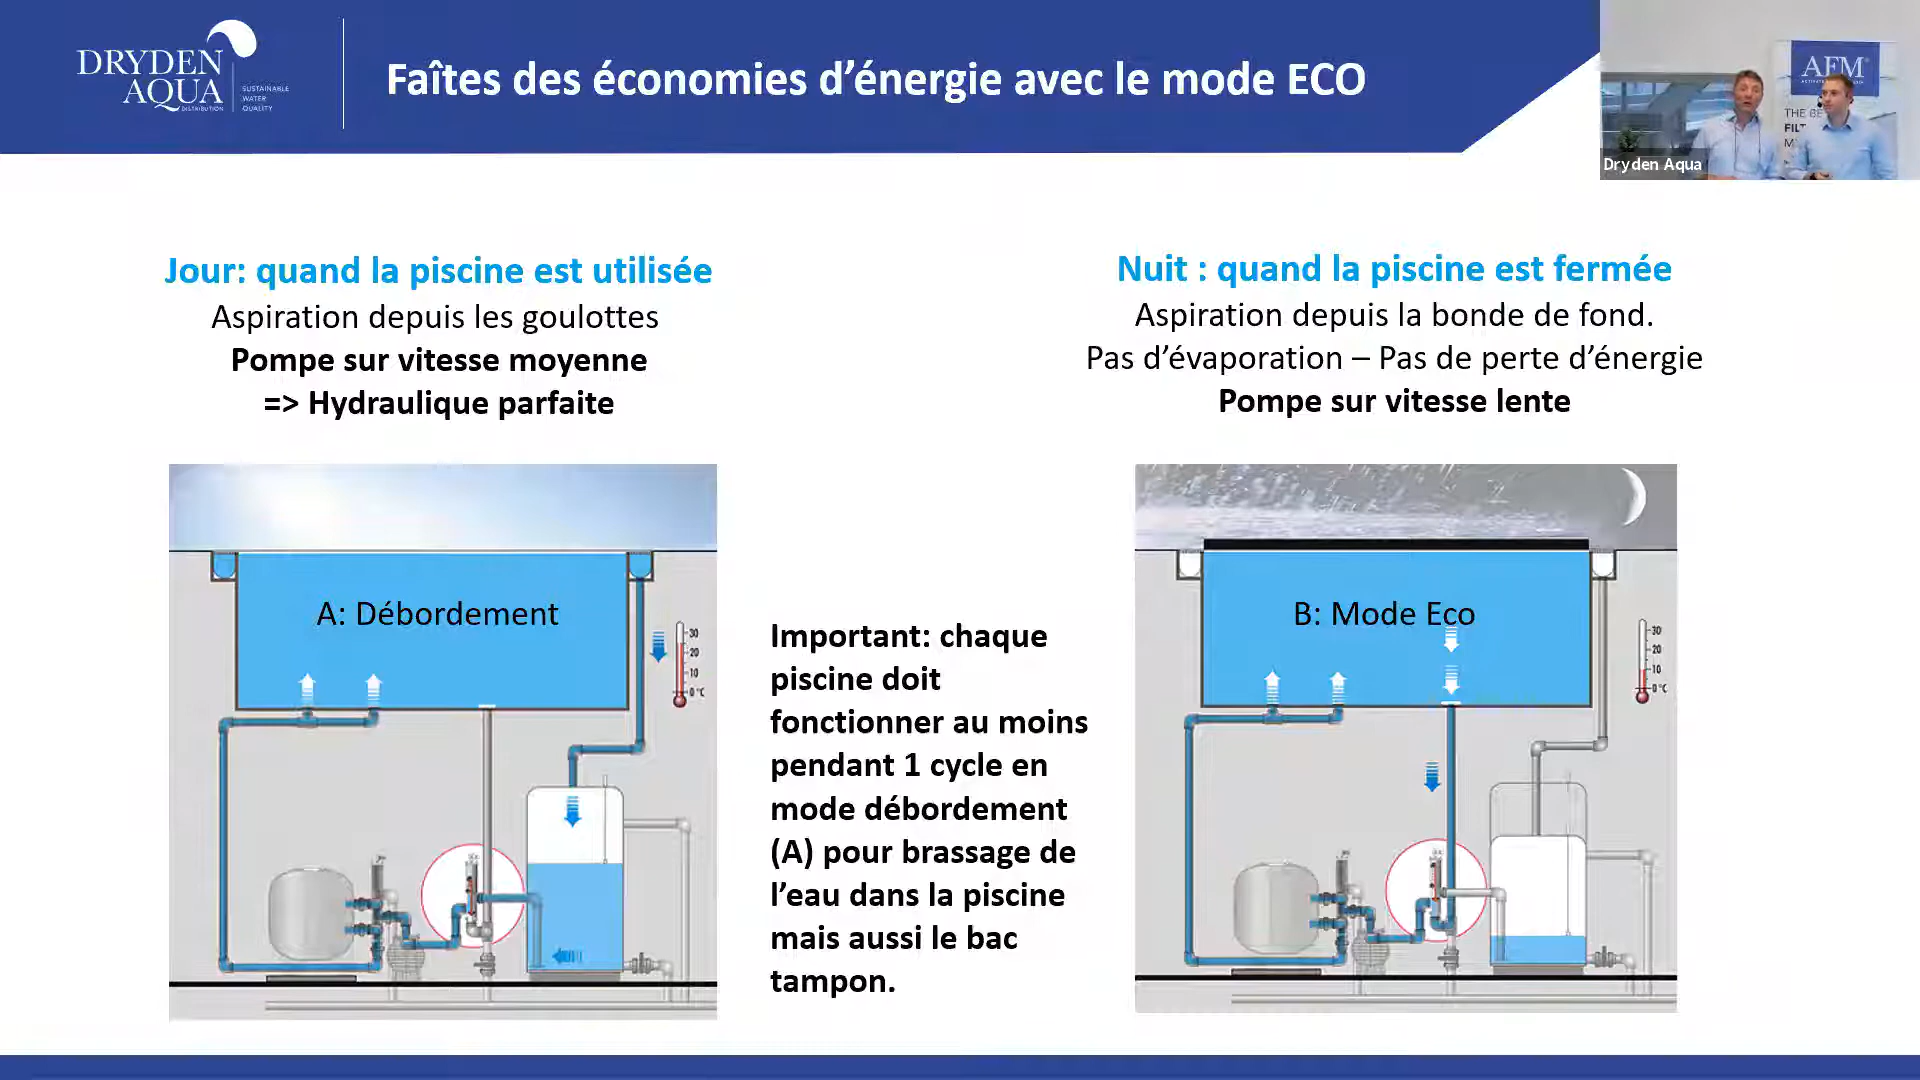 DRYDEN
AQUA
DISTRIBUTION
SUSTAINABLE
WATER
QUALITY
Faîtes des économies d’énergie avec le mode ECO
AFM®
THE BE
FILT
M
Dryden Aqua
Jour: quand la piscine est utilisée
Aspiration depuis les goulottes
Pompe sur vitesse moyenne
=> Hydraulique parfaite
Nuit : quand la piscine est fermée
Aspiration depuis la bonde de fond.
Pas d’évaporation – Pas de perte d’énergie
Pompe sur vitesse lente
A: Débordement
30
20
10
0 °C
Important: chaque
piscine doit
fonctionner au moins
pendant 1 cycle en
mode débordement
(A) pour brassage de
l’eau dans la piscine
mais aussi le bac
tampon.
B: Mode Eco
30
20
10
0 °C